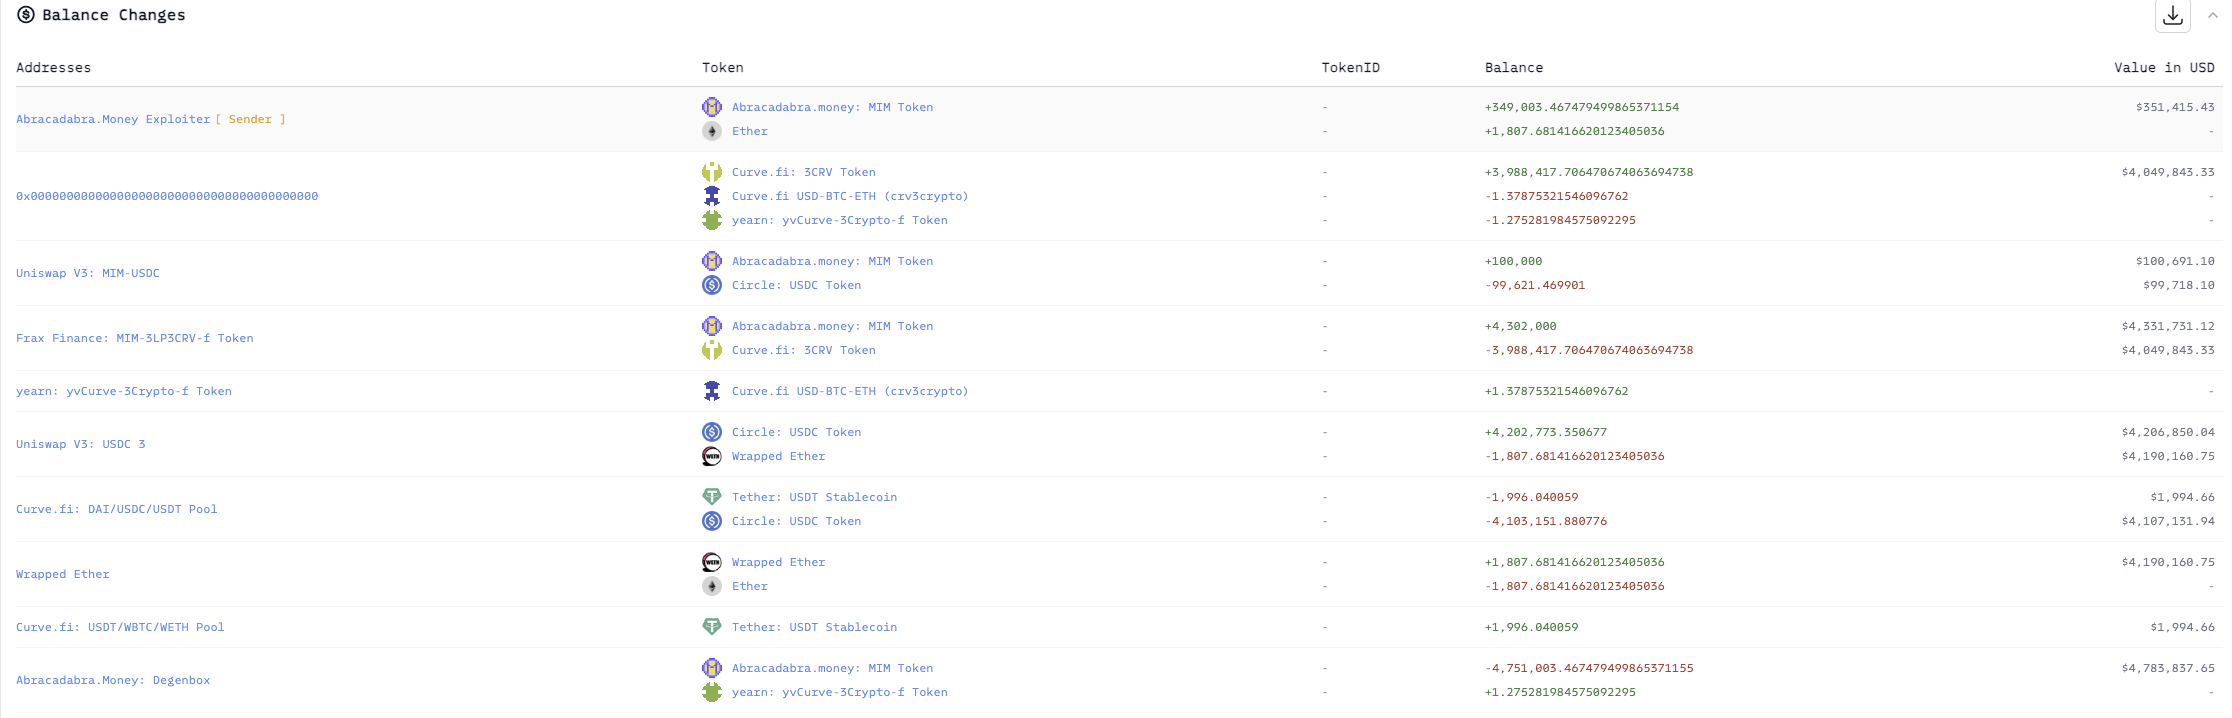 Balance Changes
Addresses Token TokenID Balance Value in USD
Abracadabra.Money Exploiter [ Sender ]
Abracadabra.money: MIM Token - +349,003.467479499865371154 $351,415.43
Ether - +1,807.681416620123405036 -
0x0000000000000000000000000000000000000000
Curve.fi: 3CRV Token - +3,988,417.706470674063694738 $4,049,843.33
Curve.fi USD-BTC-ETH (crv3crypto) - -1.37875321546096762 -
yearn: yvCurve-3Crypto-f Token - -1.275281984575092295 -
Uniswap V3: MIM-USDC
Abracadabra.money: MIM Token - +100,000 $100,691.10
Circle: USDC Token - -99,621.469901 $99,718.10
Frax Finance: MIM-3LP3CRV-f Token
Abracadabra.money: MIM Token - +4,302,000 $4,331,731.12
Curve.fi: 3CRV Token - -3,988,417.706470674063694738 $4,049,843.33
yearn: yvCurve-3Crypto-f Token
Curve.fi USD-BTC-ETH (crv3crypto) - +1.37875321546096762 -
Uniswap V3: USDC 3
Circle: USDC Token - +4,202,773.350677 $4,206,850.04
Wrapped Ether - -1,807.681416620123405036 $4,190,160.75
Curve.fi: DAI/USDC/USDT Pool
Tether: USDT Stablecoin - -1,996.040059 $1,994.66
Circle: USDC Token - -4,103,151.880776 $4,107,131.94
Wrapped Ether
Wrapped Ether - +1,807.681416620123405036 $4,190,160.75
Ether - -1,807.681416620123405036 -
Curve.fi: USDT/WBTC/WETH Pool
Tether: USDT Stablecoin - +1,996.040059 $1,994.66
Abracadabra.Money: Degenbox
Abracadabra.money: MIM Token - -4,751,003.467479499865371155 $4,783,837.65
yearn: yvCurve-3Crypto-f Token - +1.275281984575092295 -